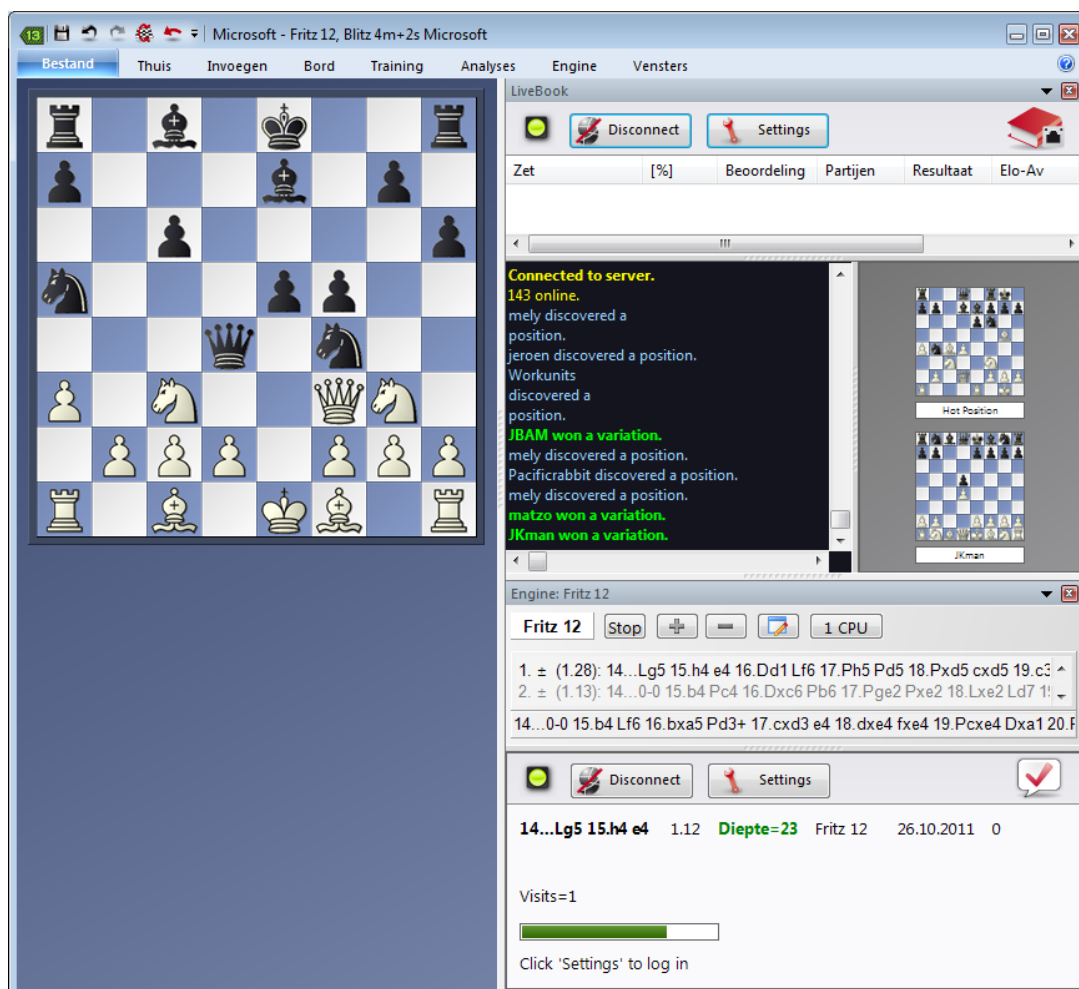 13 Microsoft - Fritz 12, Blitz 4m+2s Microsoft
Bestand Thuis Invoegen Bord Training Analyses Engine Vensters
LiveBook
Disconnect Settings
Zet [%] Beoordeling Partijen Resultaat Elo-Av
Connected to server.
143 online.
mely discovered a
position.
jeroen discovered a position.
Workunits
discovered a
position.
JBAM won a variation.
mely discovered a position.
Pacificrabbit discovered a position.
mely discovered a position.
matzo won a variation.
JKman won a variation.
Hot Position
JKman
Engine: Fritz 12
Fritz 12 Stop 1 CPU
1. ± (1.28): 14...Lg5 15.h4 e4 16.Dd1 Lf6 17.Ph5 Pd5 18.Pxd5 cxd5 19.c3
2. ± (1.13): 14...0-0 15.b4 Pc4 16.Dxc6 Pb6 17.Pge2 Pxe2 18.Lxe2 Ld7
14...0-0 15.b4 Lf6 16.bxa5 Pd3+ 17.cxd3 e4 18.dxe4 fxe4 19.Pcxe4 Dxa1
Disconnect Settings
14...Lg5 15.h4 e4 1.12 Diepte=23 Fritz 12 26.10.2011 0
Visits=1
Click 'Settings' to log in